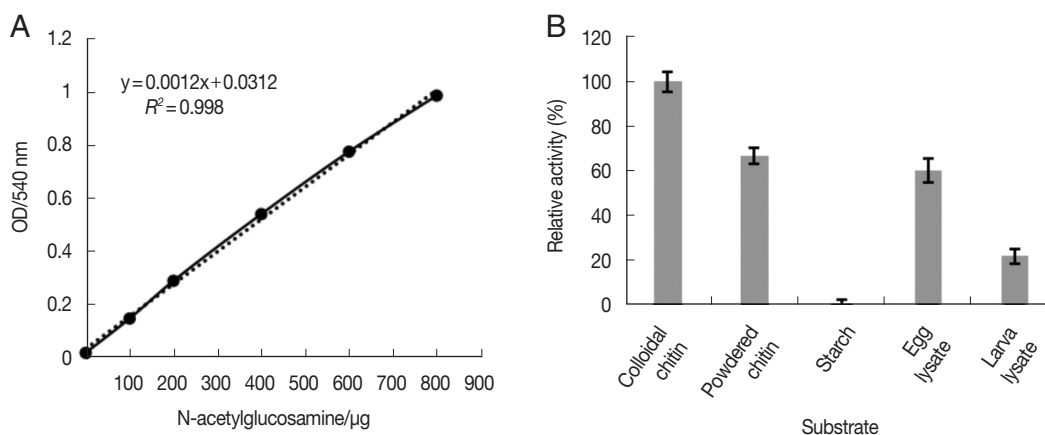 A
1.2
1
0.8
0.6
0.4
0.2
0
OD/540 nm
y=0.0012x+0.0312
R²=0.998
100 200 300 400 500 600 700 800 900
N-acetylglucosamine/µg
B
120
100
80
60
40
20
0
Relative activity (%)
Colloidal
chitin
Powdered
chitin
Starch
Egg
lysate
Larva
lysate
Substrate